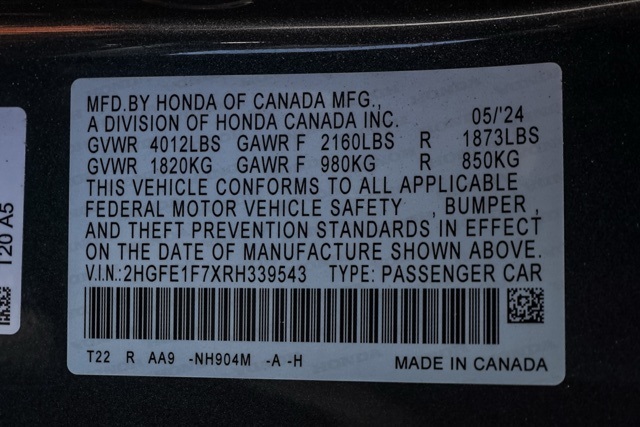 MFD.BY HONDA OF CANADA MFG.,
A DIVISION OF HONDA CANADA INC. 05/'24
GVWR 4012LBS GAWR F 2160LBS R 1873LBS
GVWR 1820KG GAWR F 980KG R 850KG
THIS VEHICLE CONFORMS TO ALL APPLICABLE
FEDERAL MOTOR VEHICLE SAFETY , BUMPER ,
AND THEFT PREVENTION STANDARDS IN EFFECT
ON THE DATE OF MANUFACTURE SHOWN ABOVE.
V.I.N.:2HGFE1F7XRH339543 TYPE: PASSENGER CAR
T22 R AA9 -NH904M -A -H
MADE IN CANADA
T20 A5